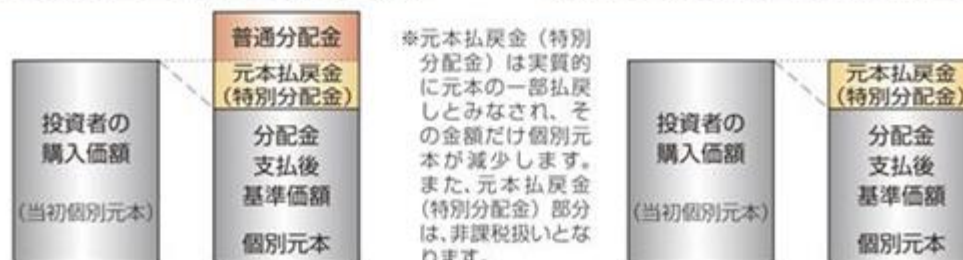 普通分配金
元本払戻金
(特別分配金)
投資者の
購入価額
(当初個別元本)
分配金
支払後
基準価額
個別元本
※元本払戻金(特別
分配金)は実質的
に元本の一部払戻
しとみなされ、そ
の金額だけ個別元
本が減少します。
また、元本払戻金
(特別分配金)部分
は、非課税扱いとな
ります。
投資者の
購入価額
(当初個別元本)
元本払戻金
(特別分配金)
分配金
支払後
基準価額
個別元本